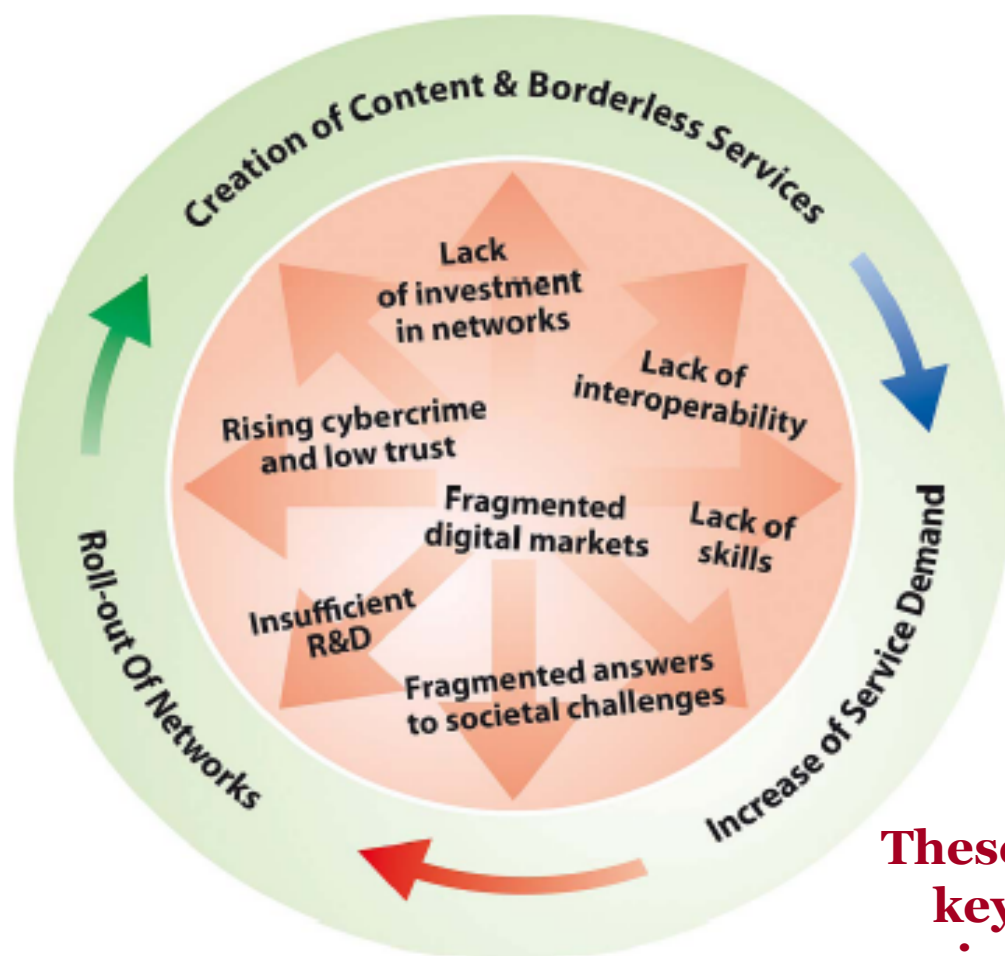 Creation of Content & Borderless Services
Lack
of investment
in networks
Lack of
interoperability
Rising cybercrime
and low trust
Fragmented
digital markets
Lack of
skills
Insufficient
R&D
Fragmented answers
to societal challenges
Roll-out Of Networks
Increase of Service Demand
These
key